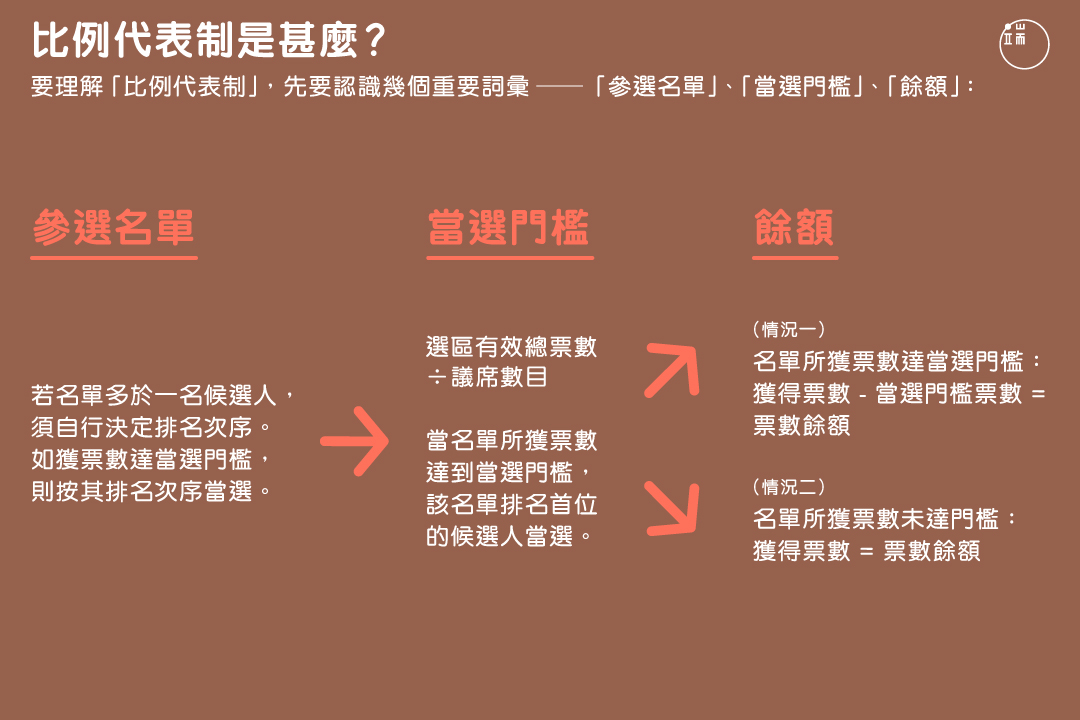 比例代表制是甚麼？
要理解「比例代表制」，先要認識幾個重要詞彙 ——「參選名單」、「當選門檻」、「餘額」：
參選名單
若名單多於一名候選人，
須自行決定排名次序。
如獲票數達當選門檻，
則按其排名次序當選。
當選門檻
選區有效總票數
÷議席數目
當名單所獲票數
達到當選門檻，
該名單排名首位
的候選人當選。
餘額
（情況一）
名單所獲票數達當選門檻：
獲得票數 - 當選門檻票數 =
票數餘額
（情況二）
名單所獲票數未達門檻：
獲得票數 = 票數餘額